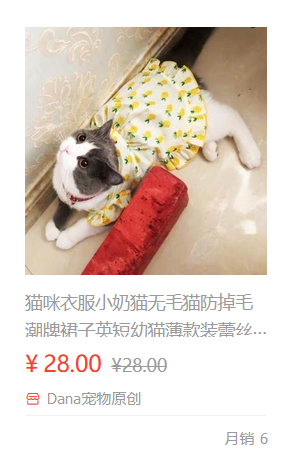 猫咪衣服小奶猫无毛猫防掉毛
潮牌裙子英短幼猫薄款装蕾丝...
¥ 28.00 ¥28.00
Dana宠物原创
月销 6